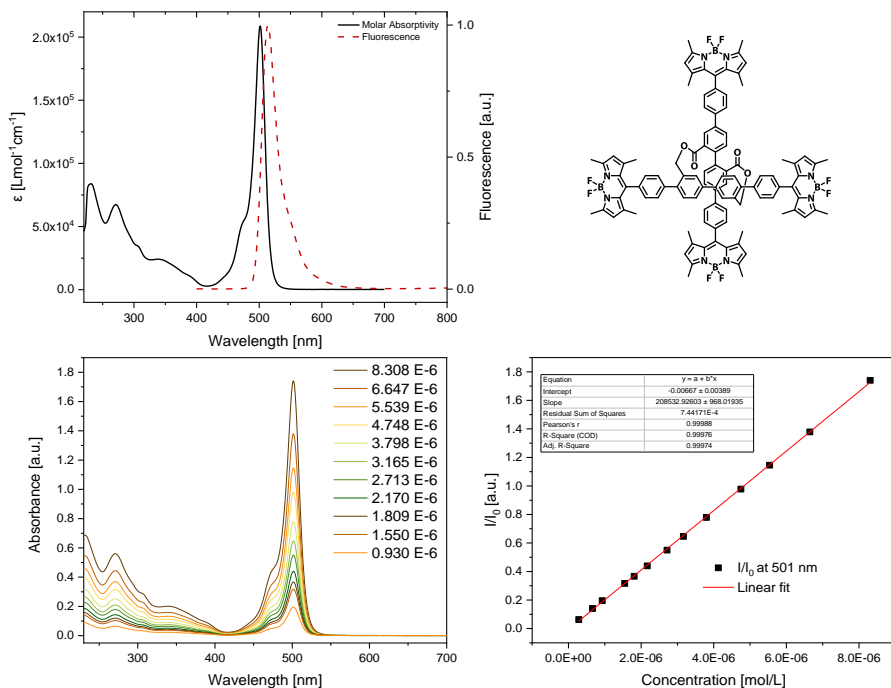 Molar Absorptivity
Fluorescence
2.0x10⁵
1.5x10⁵
1.0x10⁵
5.0x10⁴
0.0
ε [Lmol⁻¹cm⁻¹]
1.0
0.5
0.0
Fluorescence [a.u.]
300 400 500 600 700 800
Wavelength [nm]
F F
B
N N
O
O
O
O
F
B
F
N
N
N
N
B
F
F
N N
B
F F
1.8
1.6
1.4
1.2
1.0
0.8
0.6
0.4
0.2
0.0
Absorbance [a.u.]
8.308 E-6
6.647 E-6
5.539 E-6
4.748 E-6
3.798 E-6
3.165 E-6
2.713 E-6
2.170 E-6
1.809 E-6
1.550 E-6
0.930 E-6
300 400 500 600 700
Wavelength [nm]
1.8
1.6
1.4
1.2
1.0
0.8
0.6
0.4
0.2
0.0
I/I₀ [a.u.]
Equation y = a + b*x
Intercept -0.00667 ± 0.00389
Slope 208532.92603 ± 968.01935
Residual Sum of Squares 7.44171E-4
Pearson's r 0.99988
R-Square (COD) 0.99976
Adj. R-Square 0.99974
I/I₀ at 501 nm
Linear fit
0.0E+00 2.0E-6 4.0E-6 6.0E-6 8.0E-6
Concentration [mol/L]